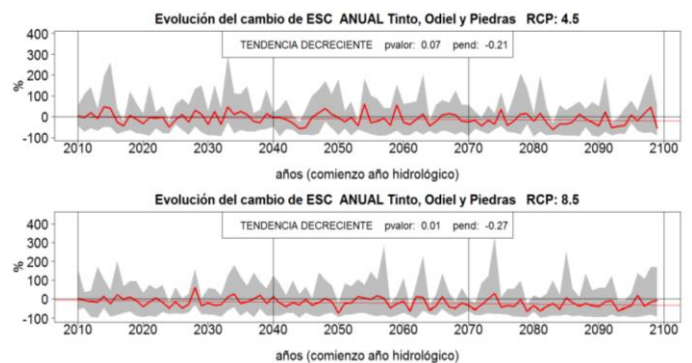 Evolución del cambio de ESC ANUAL Tinto, Odiel y Piedras RCP: 4.5
TENDENCIA DECRECIENTE pvalor: 0.07 pend: -0.21
400
300
200
100
0
-100
%
2010 2020 2030 2040 2050 2060 2070 2080 2090 2100
años (comienzo año hidrológico)
Evolución del cambio de ESC ANUAL Tinto, Odiel y Piedras RCP: 8.5
TENDENCIA DECRECIENTE pvalor: 0.01 pend: -0.27
400
300
200
100
0
-100
%
2010 2020 2030 2040 2050 2060 2070 2080 2090 2100
años (comienzo año hidrológico)